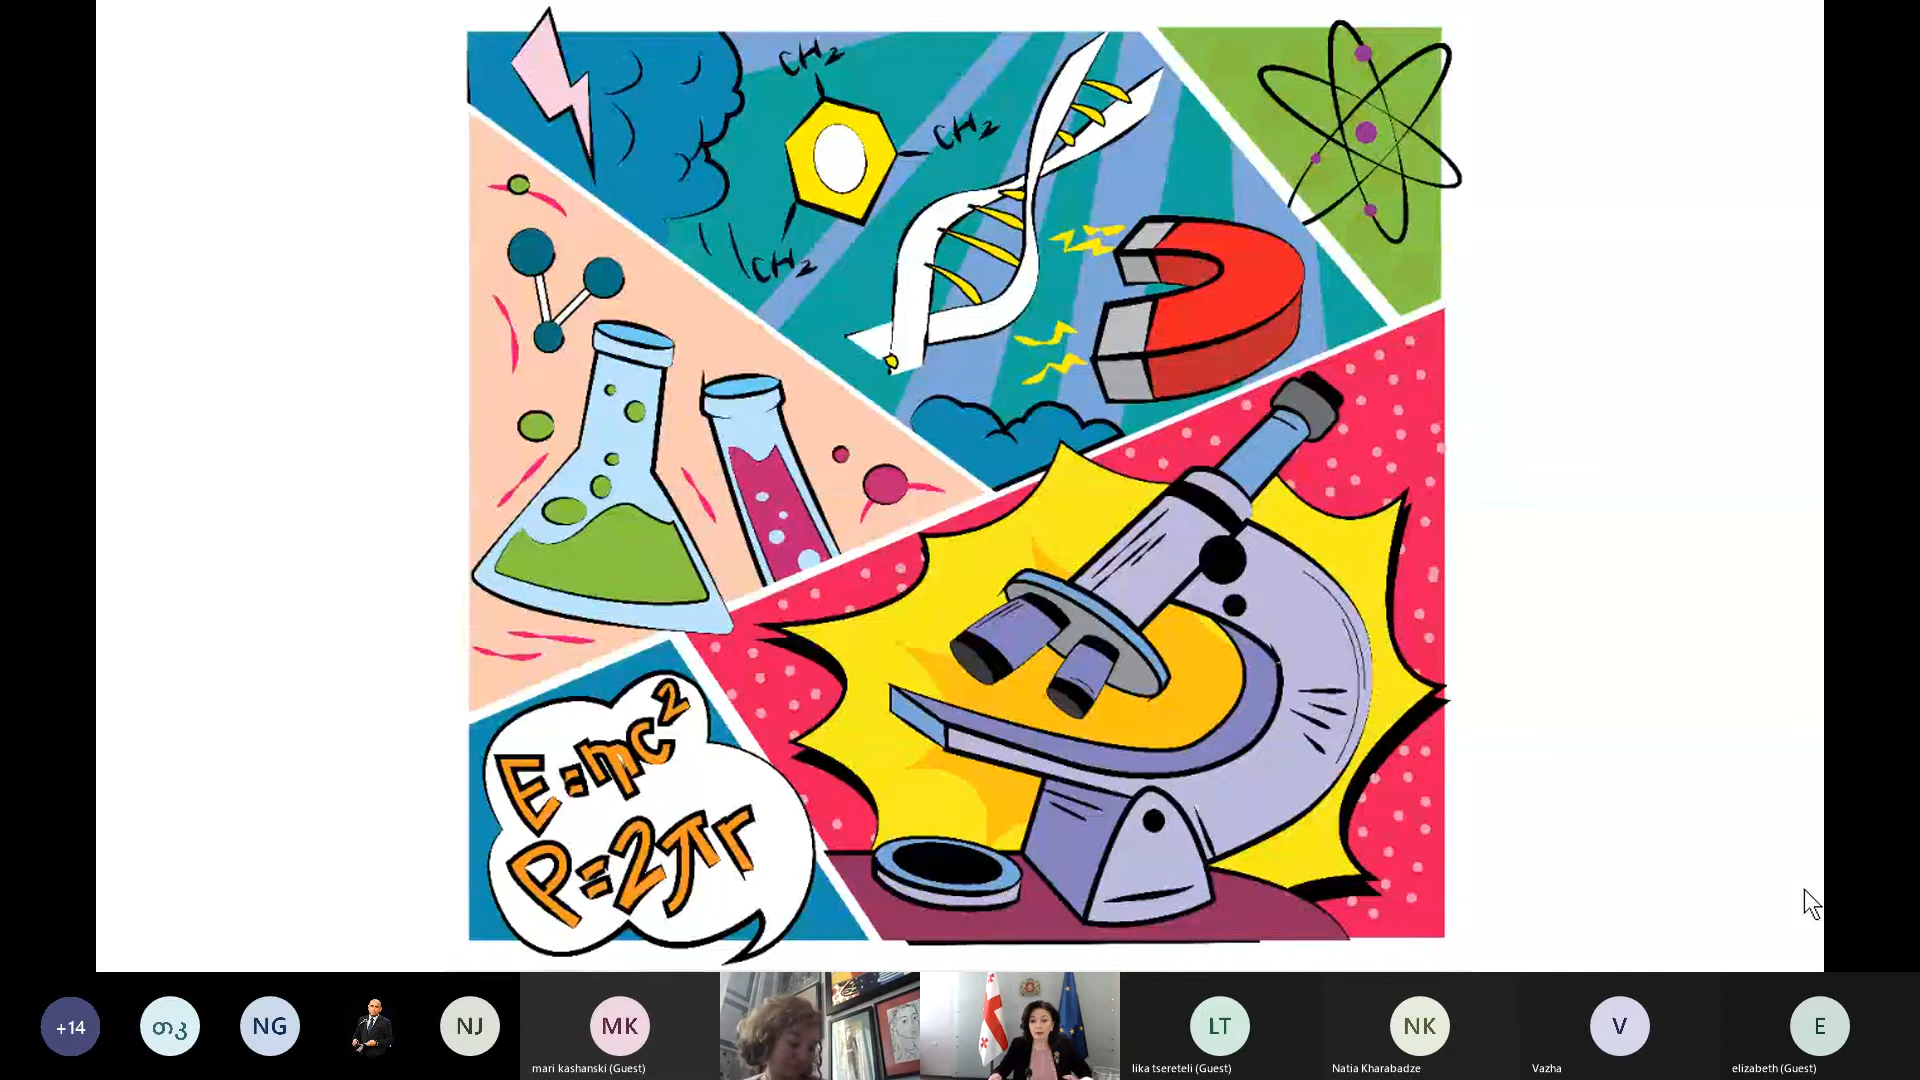 CH2
CH2
CH2
E=mc2
P=2πr
+14
თკ
NG
NJ
MK
LT
NK
V
E
mari kashanski (Guest)
lika tsereteli (Guest)
Natia Kharabadze
Vazha
elizabeth (Guest)